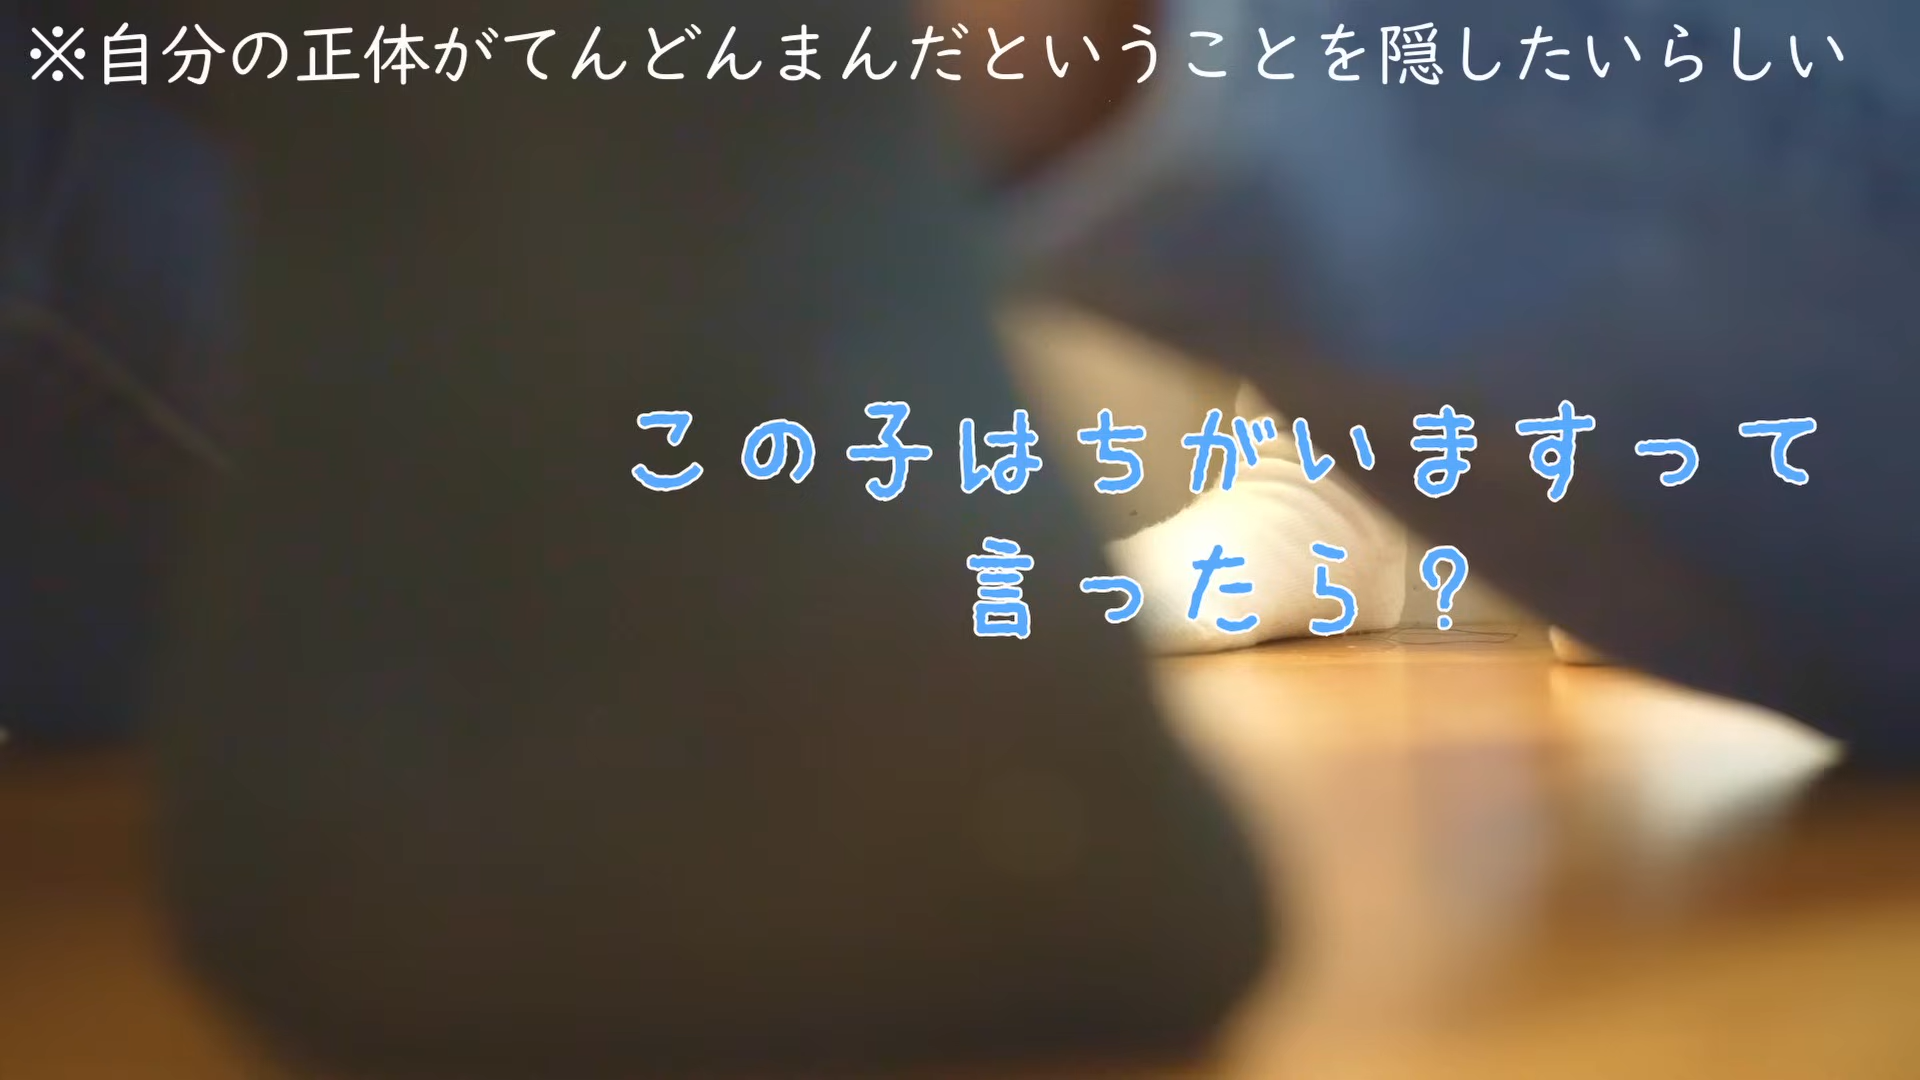 ※自分の正体がてんどんまんだということを隠したいらしい
この子はちがいますって
言ったら?